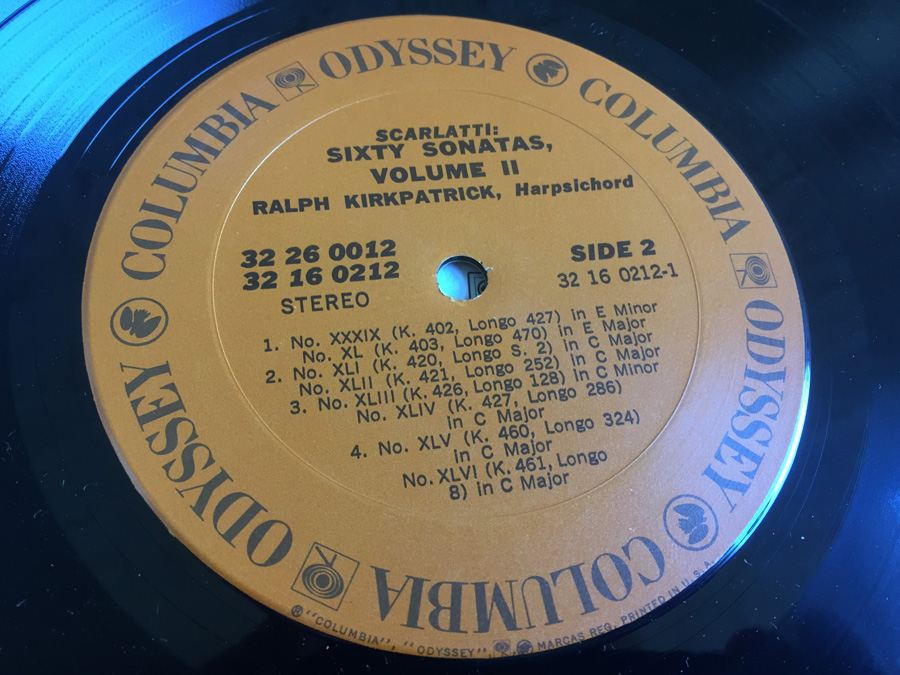 COLUMBIA ODYSSEY COLUMBIA ODYSSEY COLUMBIA ODYSSEY
SCARLATTI:
SIXTY SONATAS,
VOLUME II
RALPH KIRKPATRICK, Harpsichord
32 26 0012
32 16 0212
STEREO
SIDE 2
32 16 0212-1
1. No. XXXIX (K. 402, Longo 427) in E Minor
No. XL (K. 403, Longo 470) in E Major
2. No. XLI (K. 420, Longo S. 2) in C Major
No. XLII (K. 421, Longo 252) in C Major
3. No. XLIII (K. 426, Longo 128) in C Minor
No. XLIV (K. 427, Longo 286)
in C Major
4. No. XLV (K. 460, Longo 324)
in C Major
No. XLVI (K. 461, Longo
8) in C Major
® "COLUMBIA", "ODYSSEY", MARCAS REG. PRINTED IN U.S.A.